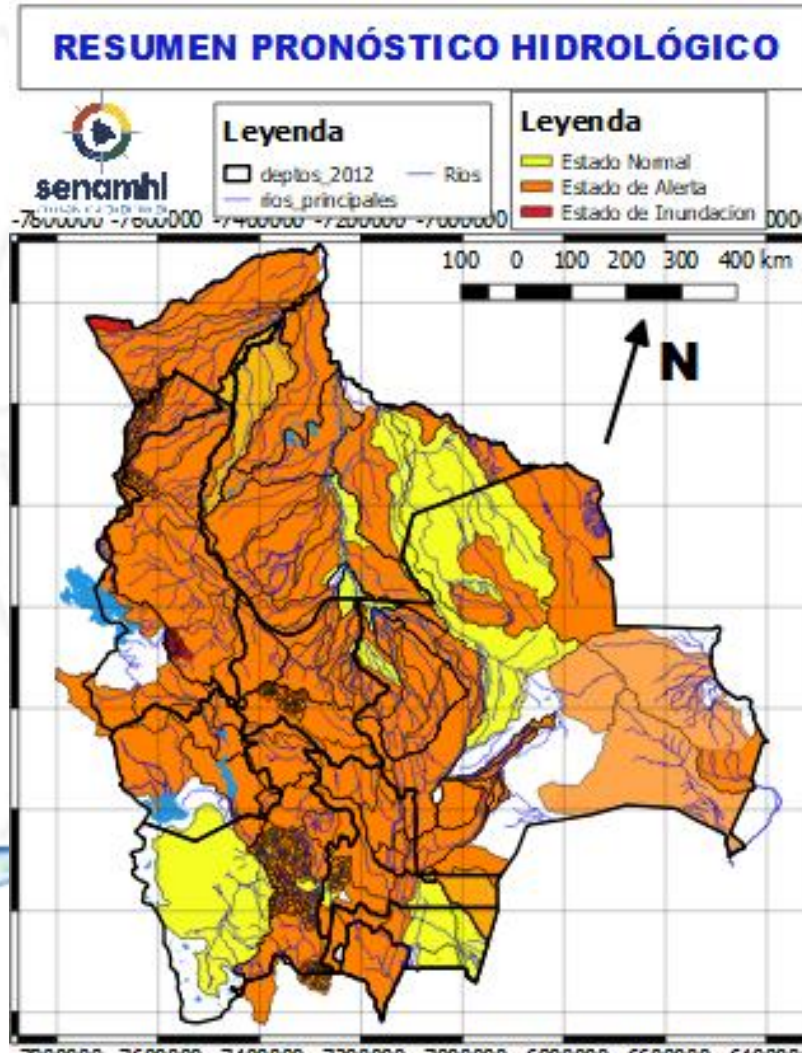 RESUMEN PRONÓSTICO HIDROLÓGICO
senamhi
Leyenda
deptos_2012
Rios
rios_principales
Leyenda
Estado Normal
Estado de Alerta
Estado de Inundacion
-7800000 -7600000 -7400000 -7200000 -7000000
100 0 100 200 300 400 km
N